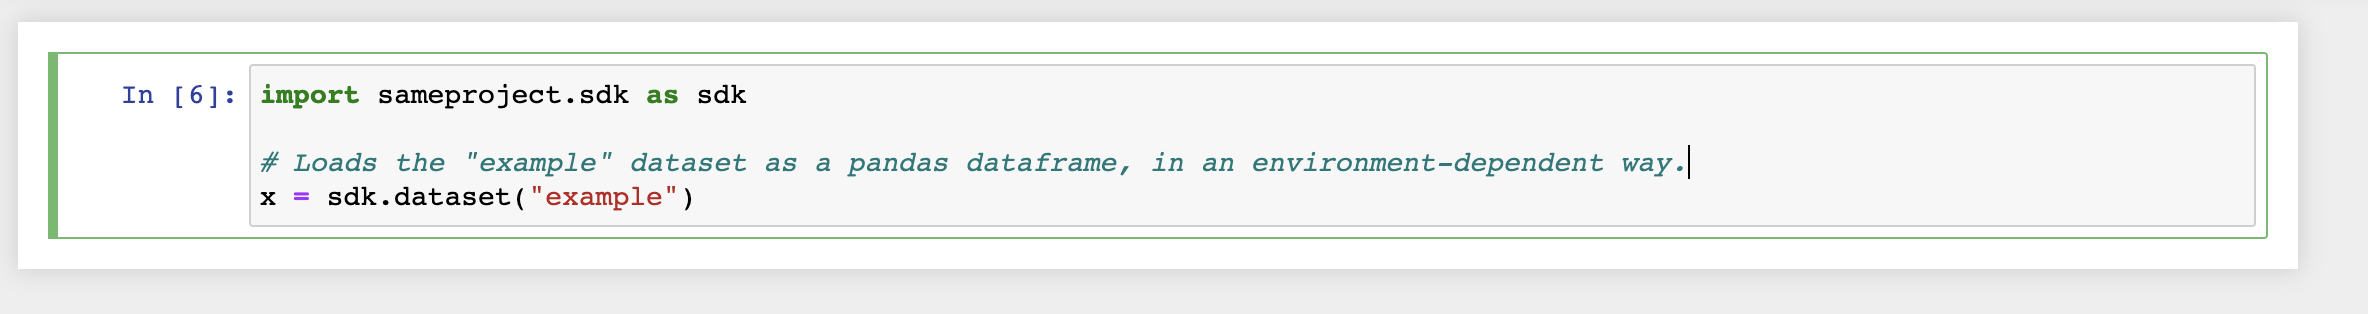 In [6]: import sameproject.sdk as sdk
# Loads the "example" dataset as a pandas dataframe, in an environment-dependent way.
x = sdk.dataset("example")